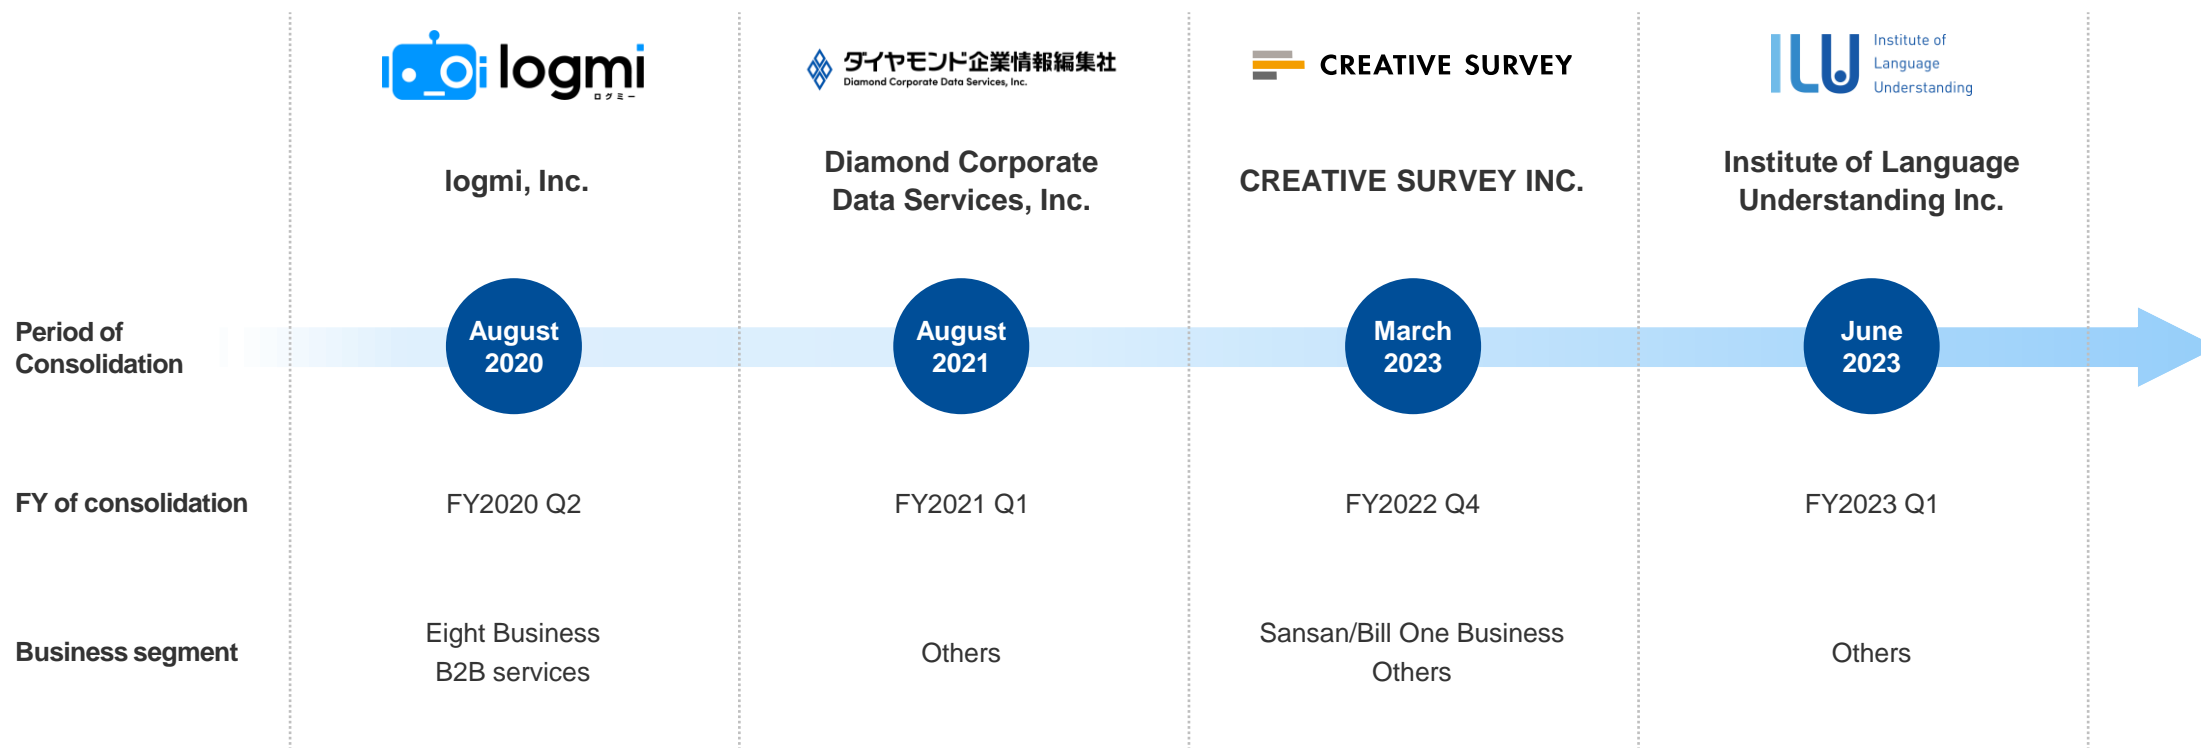 logmi
ログミー
ダイヤモンド企業情報編集社
Diamond Corporate Data Services, Inc.
CREATIVE SURVEY
ILU
Institute of
Language
Understanding
logmi, Inc.
Diamond Corporate
Data Services, Inc.
CREATIVE SURVEY INC.
Institute of Language
Understanding Inc.
Period of
Consolidation
August
2020
August
2021
March
2023
June
2023
FY of consolidation
FY2020 Q2
FY2021 Q1
FY2022 Q4
FY2023 Q1
Business segment
Eight Business
B2B services
Others
Sansan/Bill One Business
Others
Others